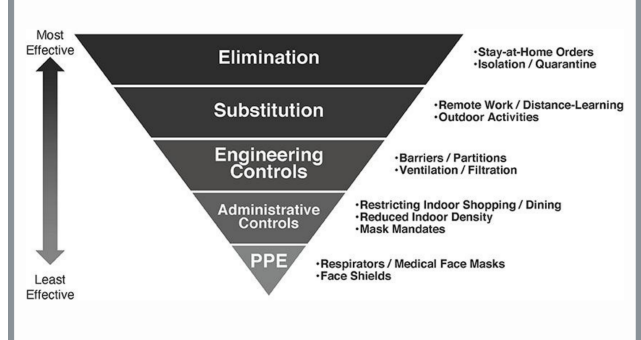 Most
Effective
Elimination
•Stay-at-Home Orders
•Isolation / Quarantine
Substitution
•Remote Work / Distance-Learning
•Outdoor Activities
Engineering
Controls
•Barriers / Partitions
•Ventilation / Filtration
Administrative
Controls
•Restricting Indoor Shopping / Dining
•Reduced Indoor Density
•Mask Mandates
PPE
•Respirators / Medical Face Masks
•Face Shields
Least
Effective